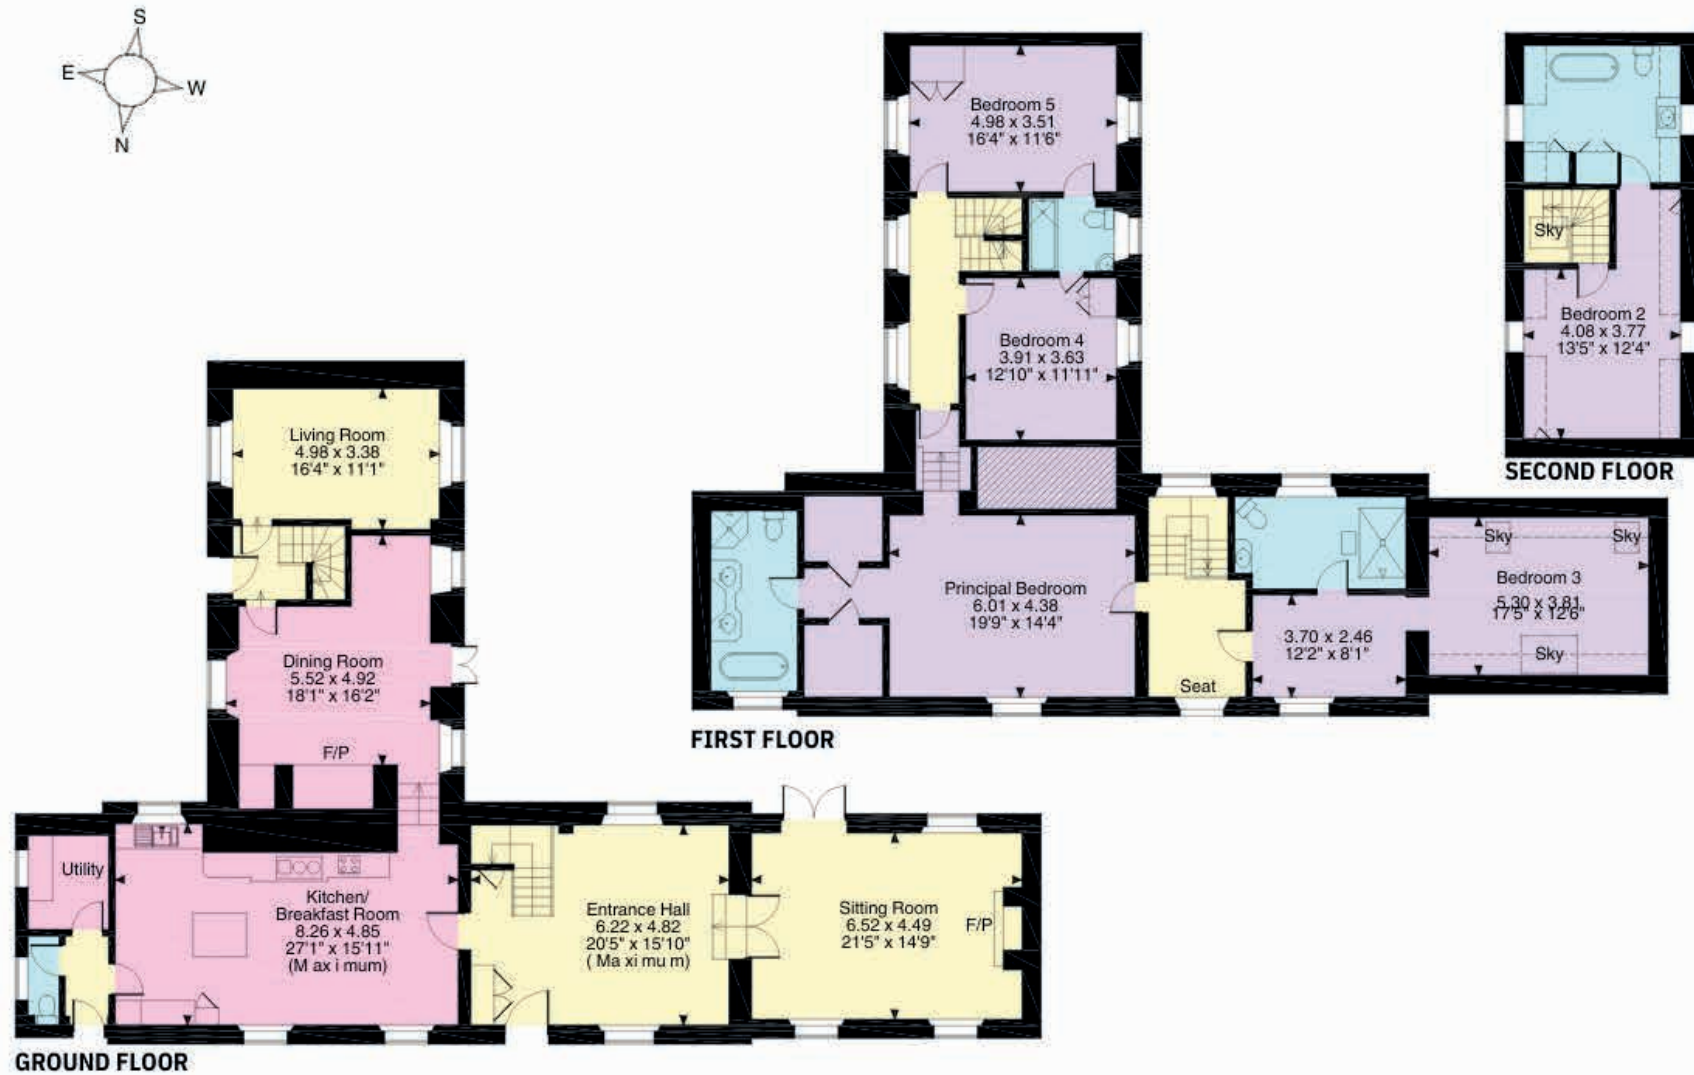 S
E
W
N
Bedroom 5
4.98 x 3.51
16'4" x 11'6"
Bedroom 4
3.91 x 3.63
12'10" x 11'11"
Principal Bedroom
6.01 x 4.38
19'9" x 14'4"
Seat
3.70 x 2.46
12'2" x 8'1"
Sky
Sky
Bedroom 3
5.30 x 3.81
17'5" x 12'6"
Sky
FIRST FLOOR
Sky
Bedroom 2
4.08 x 3.77
13'5" x 12'4"
SECOND FLOOR
Living Room
4.98 x 3.38
16'4" x 11'1"
Dining Room
5.52 x 4.92
18'1" x 16'2"
F/P
Utility
Kitchen/
Breakfast Room
8.26 x 4.85
27'1" x 15'11"
(M ax i mum)
Entrance Hall
6.22 x 4.82
20'5" x 15'10"
( Ma xi mu m)
Sitting Room
6.52 x 4.49
21'5" x 14'9"
F/P
GROUND FLOOR